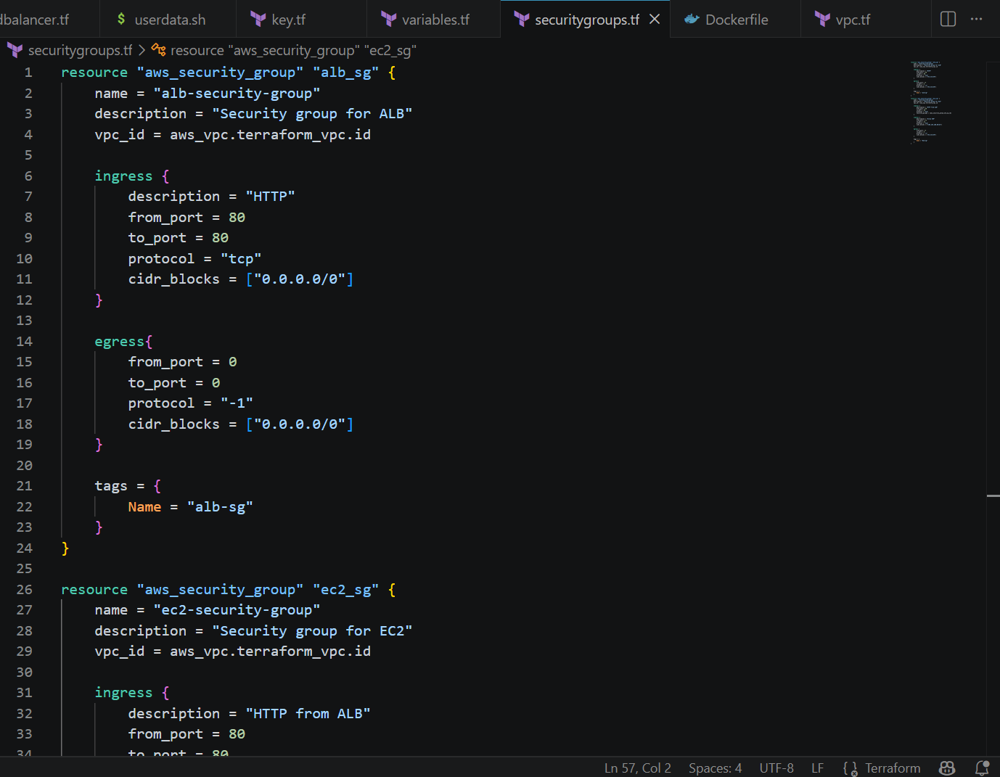 dbalancer.tf
$ userdata.sh
key.tf
variables.tf
securitygroups.tf
Dockerfile
vpc.tf
securitygroups.tf > resource "aws_security_group" "ec2_sg"
1 resource "aws_security_group" "alb_sg" {
2 name = "alb-security-group"
3 description = "Security group for ALB"
4 vpc_id = aws_vpc.terraform_vpc.id
5
6 ingress {
7 description = "HTTP"
8 from_port = 80
9 to_port = 80
10 protocol = "tcp"
11 cidr_blocks = ["0.0.0.0/0"]
12 }
13
14 egress{
15 from_port = 0
16 to_port = 0
17 protocol = "-1"
18 cidr_blocks = ["0.0.0.0/0"]
19 }
20
21 tags = {
22 Name = "alb-sg"
23 }
24 }
25
26 resource "aws_security_group" "ec2_sg" {
27 name = "ec2-security-group"
28 description = "Security group for EC2"
29 vpc_id = aws_vpc.terraform_vpc.id
30
31 ingress {
32 description = "HTTP from ALB"
33 from_port = 80
34 to_port = 80
Ln 57, Col 2 Spaces: 4 UTF-8 LF {} Terraform